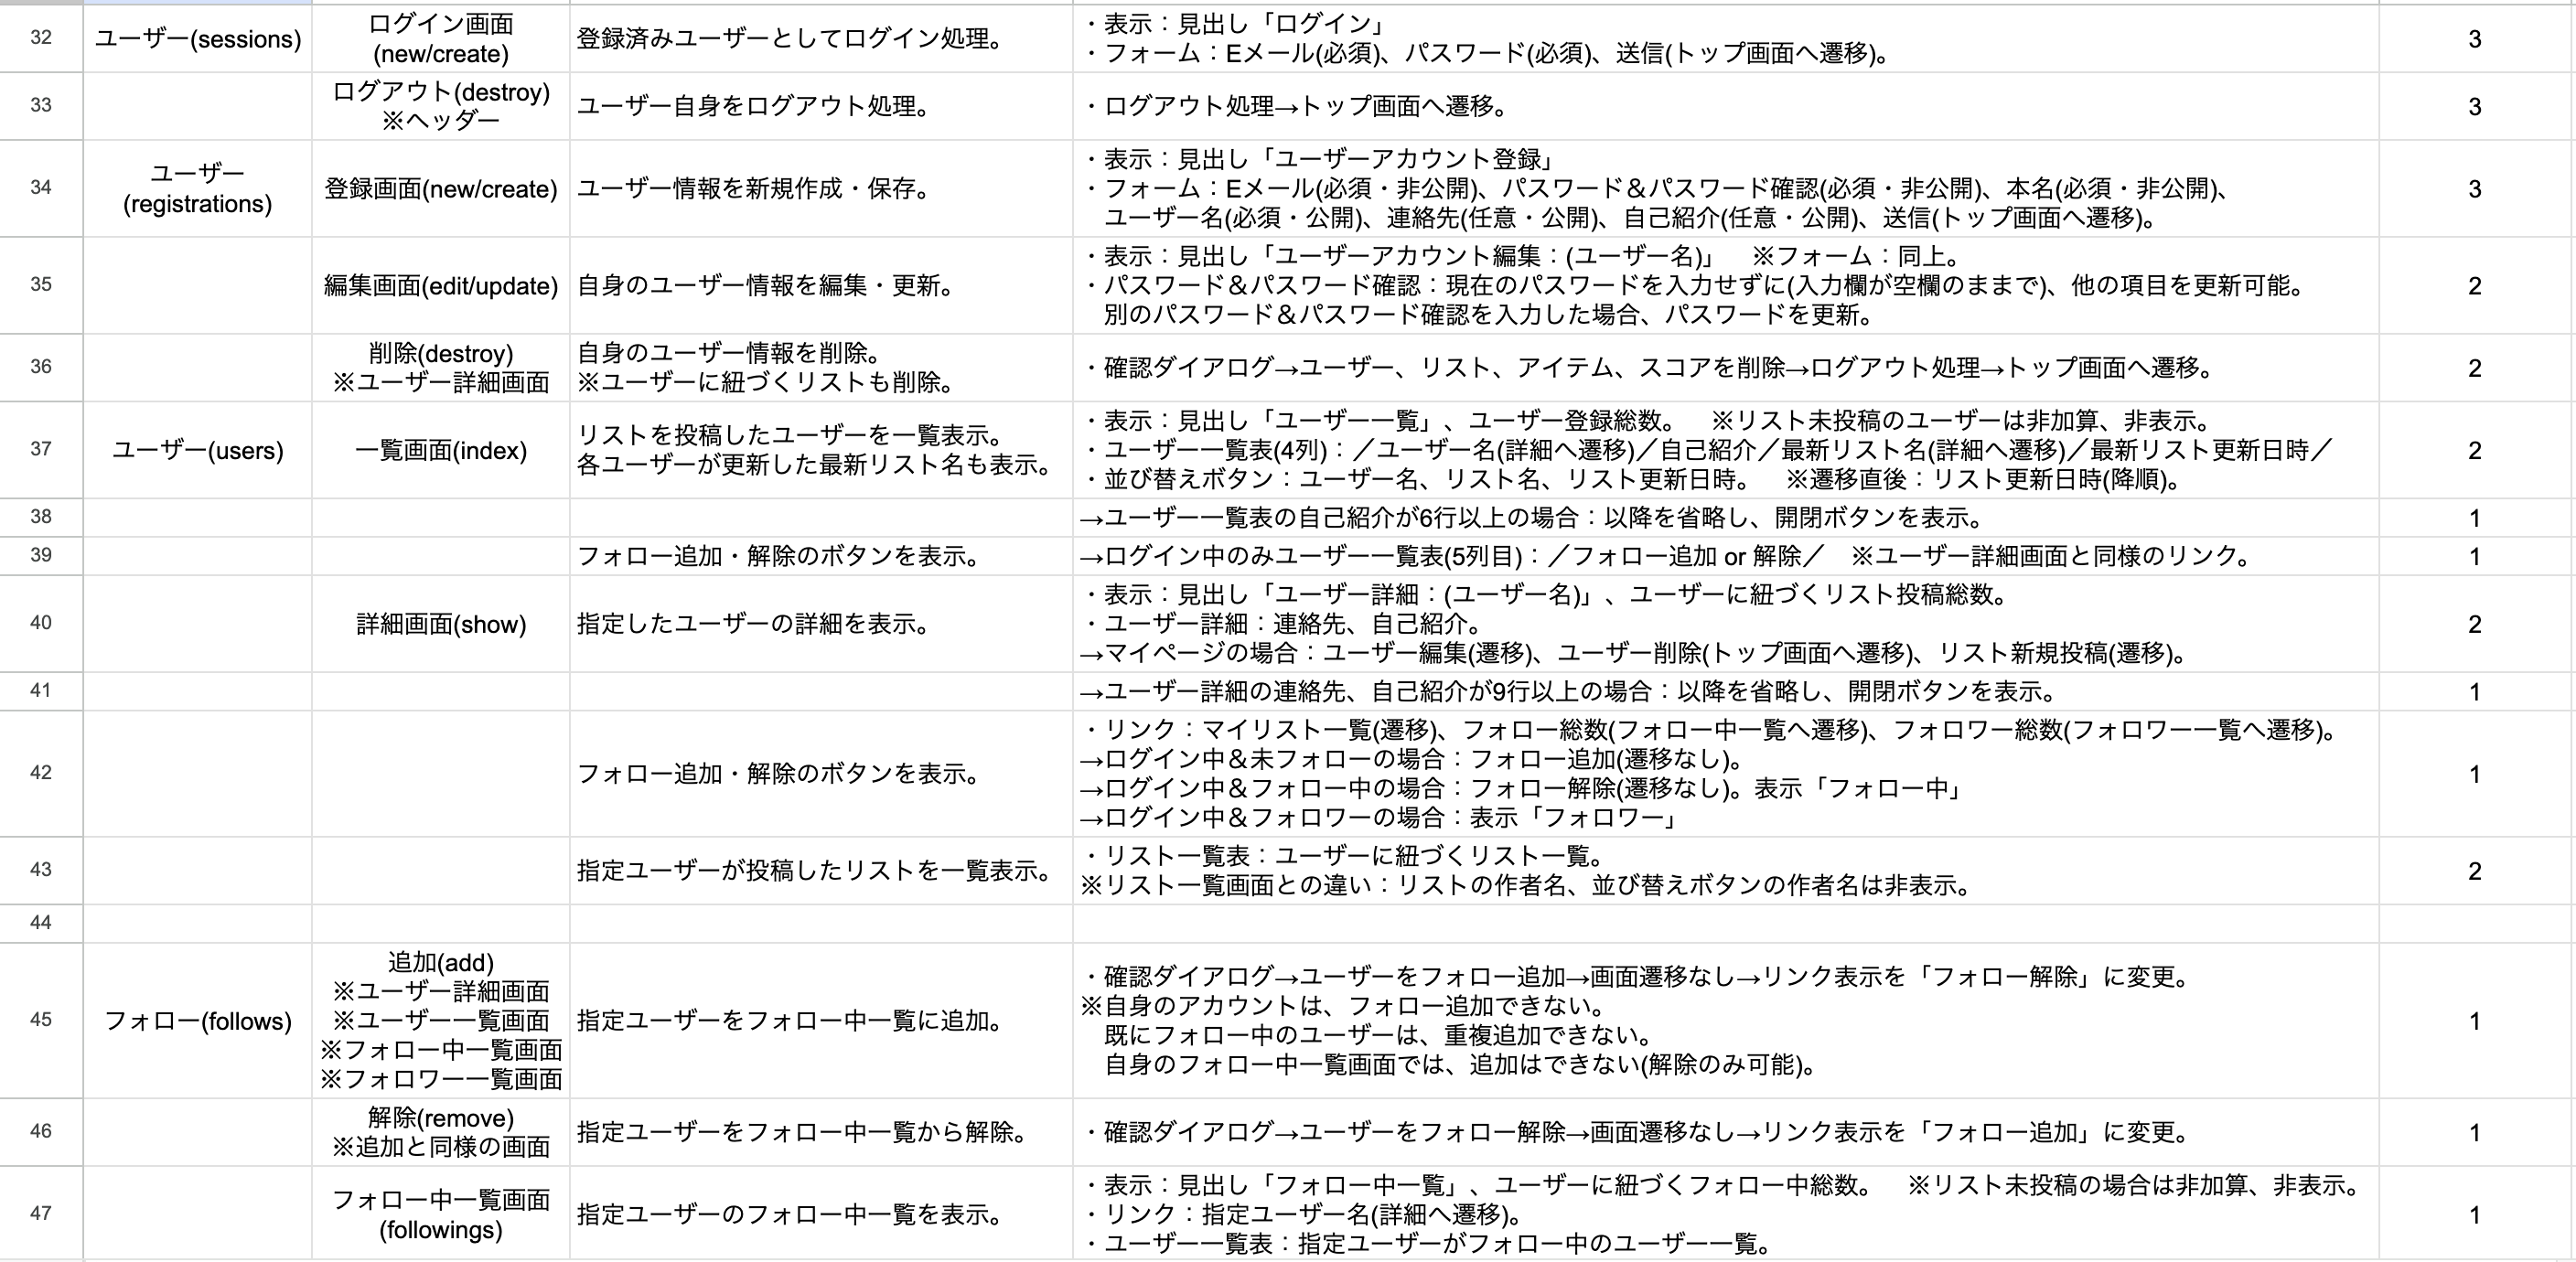 32
ユーザー(sessions)
ログイン画面
(new/create)
登録済みユーザーとしてログイン処理。
・表示：見出し「ログイン」
・フォーム：Eメール(必須)、パスワード(必須)、送信(トップ画面へ遷移)。
3
33
ログアウト(destroy)
※ヘッダー
ユーザー自身をログアウト処理。
・ログアウト処理→トップ画面へ遷移。
3
34
ユーザー
(registrations)
登録画面(new/create)
ユーザー情報を新規作成・保存。
・表示：見出し「ユーザーアカウント登録」
・フォーム：Eメール(必須・非公開)、パスワード＆パスワード確認(必須・非公開)、本名(必須・非公開)、
ユーザー名(必須・公開)、連絡先(任意・公開)、自己紹介(任意・公開)、送信(トップ画面へ遷移)。
3
35
編集画面(edit/update)
自身のユーザー情報を編集・更新。
・表示：見出し「ユーザーアカウント編集：(ユーザー名)」　※フォーム：同上。
・パスワード＆パスワード確認：現在のパスワードを入力せずに(入力欄が空欄のままで)、他の項目を更新可能。
別のパスワード＆パスワード確認を入力した場合、パスワードを更新。
2
36
削除(destroy)
※ユーザー詳細画面
自身のユーザー情報を削除。
※ユーザーに紐づくリストも削除。
・確認ダイアログ→ユーザー、リスト、アイテム、スコアを削除→ログアウト処理→トップ画面へ遷移。
2
37
ユーザー(users)
一覧画面(index)
リストを投稿したユーザーを一覧表示。
各ユーザーが更新した最新リスト名も表示。
・表示：見出し「ユーザー一覧」、ユーザー登録総数。　※リスト未投稿のユーザーは非加算、非表示。
・ユーザー一覧表(4列)：／ユーザー名(詳細へ遷移)／自己紹介／最新リスト名(詳細へ遷移)／最新リスト更新日時／
・並び替えボタン：ユーザー名、リスト名、リスト更新日時。　※遷移直後：リスト更新日時(降順)。
2
38
→ユーザー一覧表の自己紹介が6行以上の場合：以降を省略し、開閉ボタンを表示。
1
39
フォロー追加・解除のボタンを表示。
→ログイン中のみユーザー一覧表(5列目)：／フォロー追加 or 解除／　※ユーザー詳細画面と同様のリンク。
1
40
詳細画面(show)
指定したユーザーの詳細を表示。
・表示：見出し「ユーザー詳細：(ユーザー名)」、ユーザーに紐づくリスト投稿総数。
・ユーザー詳細：連絡先、自己紹介。
→マイページの場合：ユーザー編集(遷移)、ユーザー削除(トップ画面へ遷移)、リスト新規投稿(遷移)。
2
41
→ユーザー詳細の連絡先、自己紹介が9行以上の場合：以降を省略し、開閉ボタンを表示。
1
42
フォロー追加・解除のボタンを表示。
・リンク：マイリスト一覧(遷移)、フォロー総数(フォロー中一覧へ遷移)、フォロワー総数(フォロワー一覧へ遷移)。
→ログイン中＆未フォローの場合：フォロー追加(遷移なし)。
→ログイン中＆フォロー中の場合：フォロー解除(遷移なし)。表示「フォロー中」
→ログイン中＆フォロワーの場合：表示「フォロワー」
1
43
指定ユーザーが投稿したリストを一覧表示。
・リスト一覧表：ユーザーに紐づくリスト一覧。
※リスト一覧画面との違い：リストの作者名、並び替えボタンの作者名は非表示。
2
44
45
フォロー(follows)
追加(add)
※ユーザー詳細画面
※ユーザー一覧画面
※フォロー中一覧画面
※フォロワー一覧画面
指定ユーザーをフォロー中一覧に追加。
・確認ダイアログ→ユーザーをフォロー追加→画面遷移なし→リンク表示を「フォロー解除」に変更。
※自身のアカウントは、フォロー追加できない。
既にフォロー中のユーザーは、重複追加できない。
自身のフォロー中一覧画面では、追加はできない(解除のみ可能)。
1
46
解除(remove)
※追加と同様の画面
指定ユーザーをフォロー中一覧から解除。
・確認ダイアログ→ユーザーをフォロー解除→画面遷移なし→リンク表示を「フォロー追加」に変更。
1
47
フォロー中一覧画面
(followings)
指定ユーザーのフォロー中一覧を表示。
・表示：見出し「フォロー中一覧」、ユーザーに紐づくフォロー中総数。　※リスト未投稿の場合は非加算、非表示。
・リンク：指定ユーザー名(詳細へ遷移)。
・ユーザー一覧表：指定ユーザーがフォロー中のユーザー一覧。
1